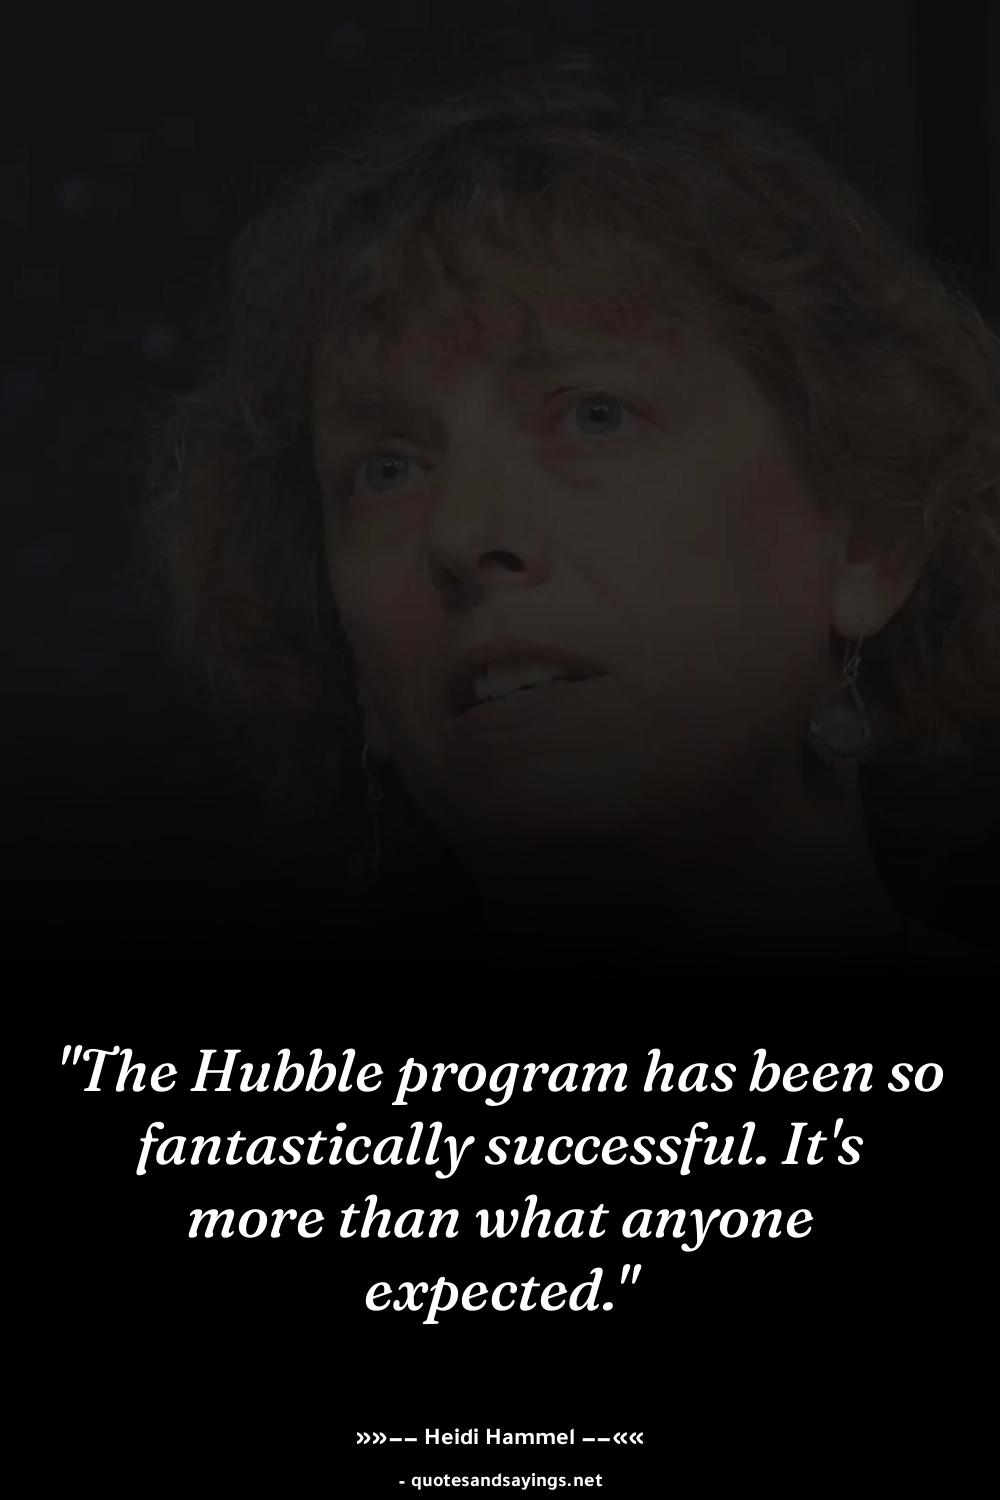 "The Hubble program has been so
fantastically successful. It's
more than what anyone
expected."
»»–– Heidi Hammel ––««
- quotesandsayings.net